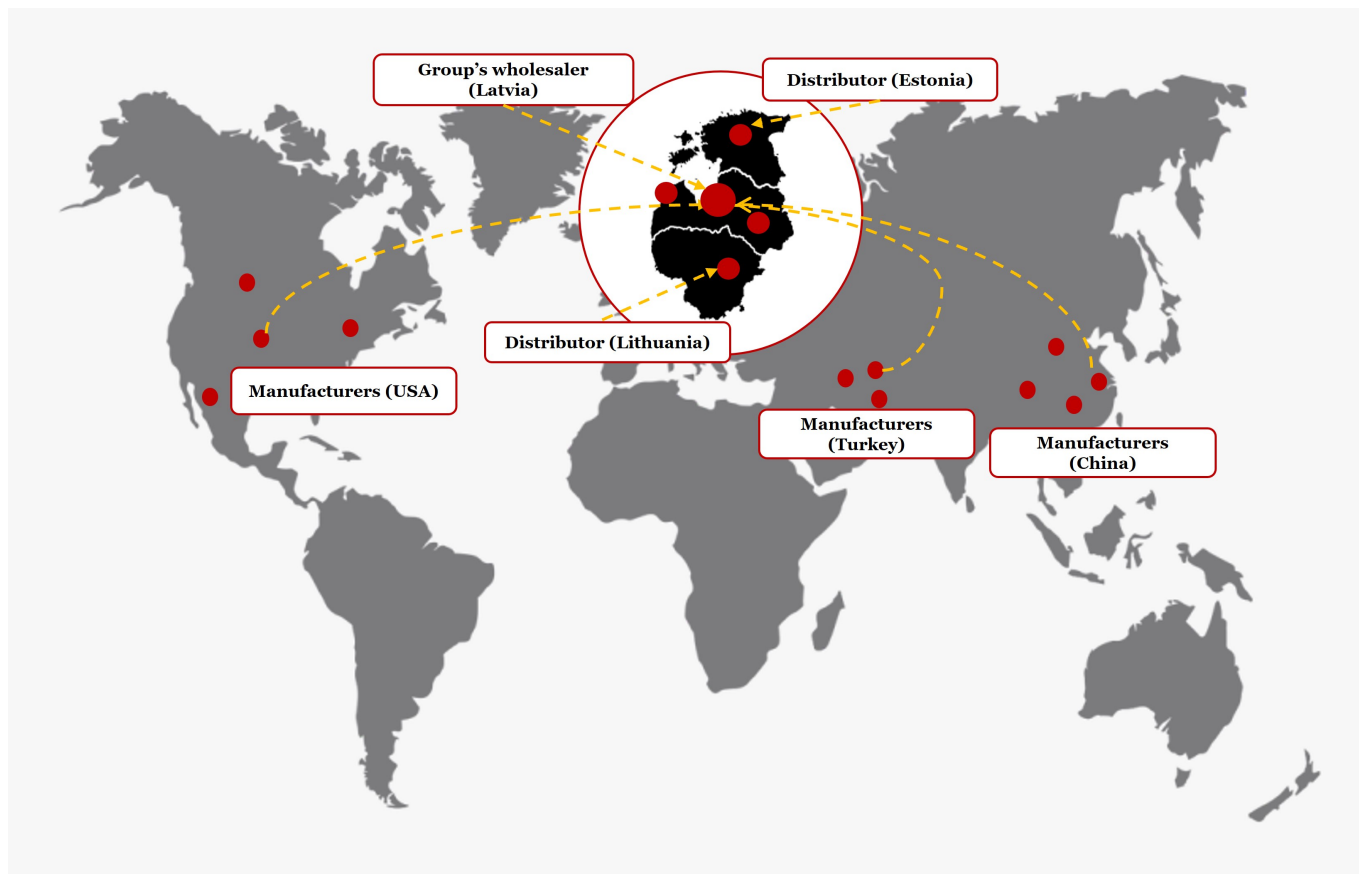 Group’s wholesaler
(Latvia)
Distributor (Estonia)
Distributor (Lithuania)
Manufacturers (USA)
Manufacturers
(Turkey)
Manufacturers
(China)